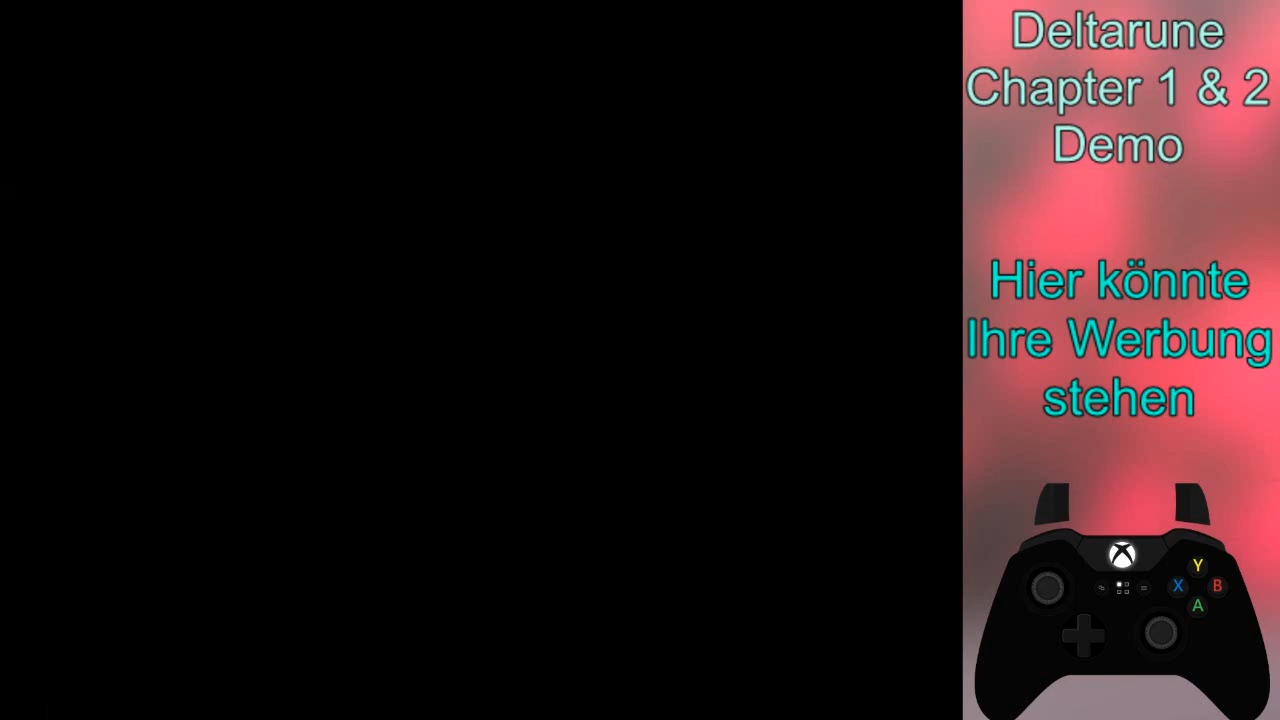 Deltarune
Chapter 1 & 2
Demo
Hier könnte
Ihre Werbung
stehen
Y
X B
A